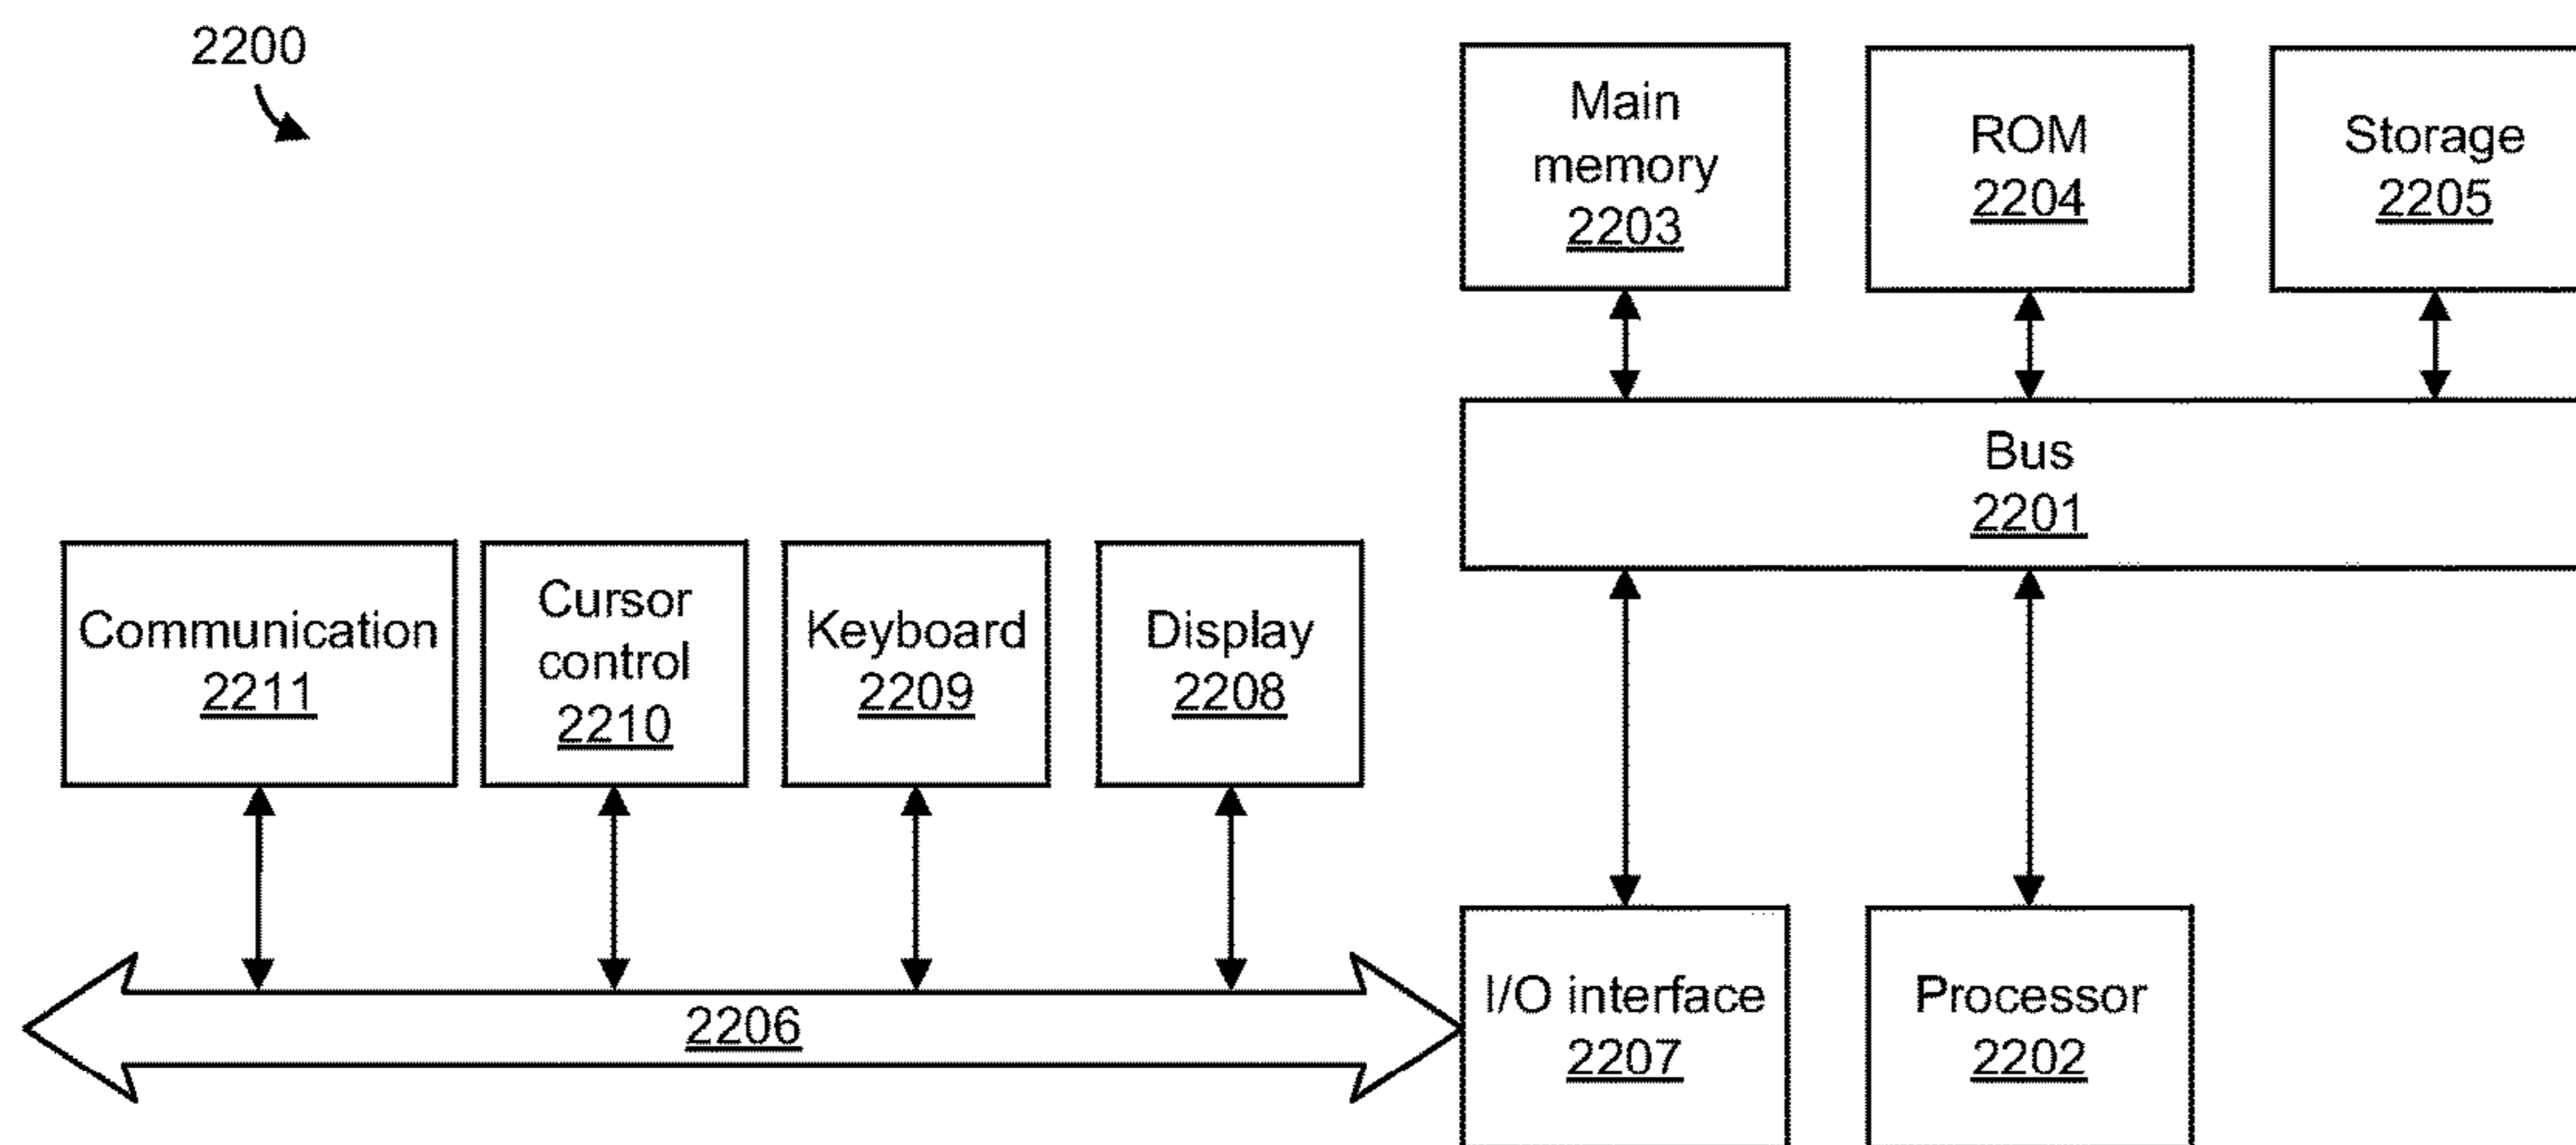 2200
Main
memory
2203
ROM
2204
Storage
2205
Bus
2201
Communication
2211
Cursor
control
2210
Keyboard
2209
Display
2208
2206
I/O interface
2207
Processor
2202